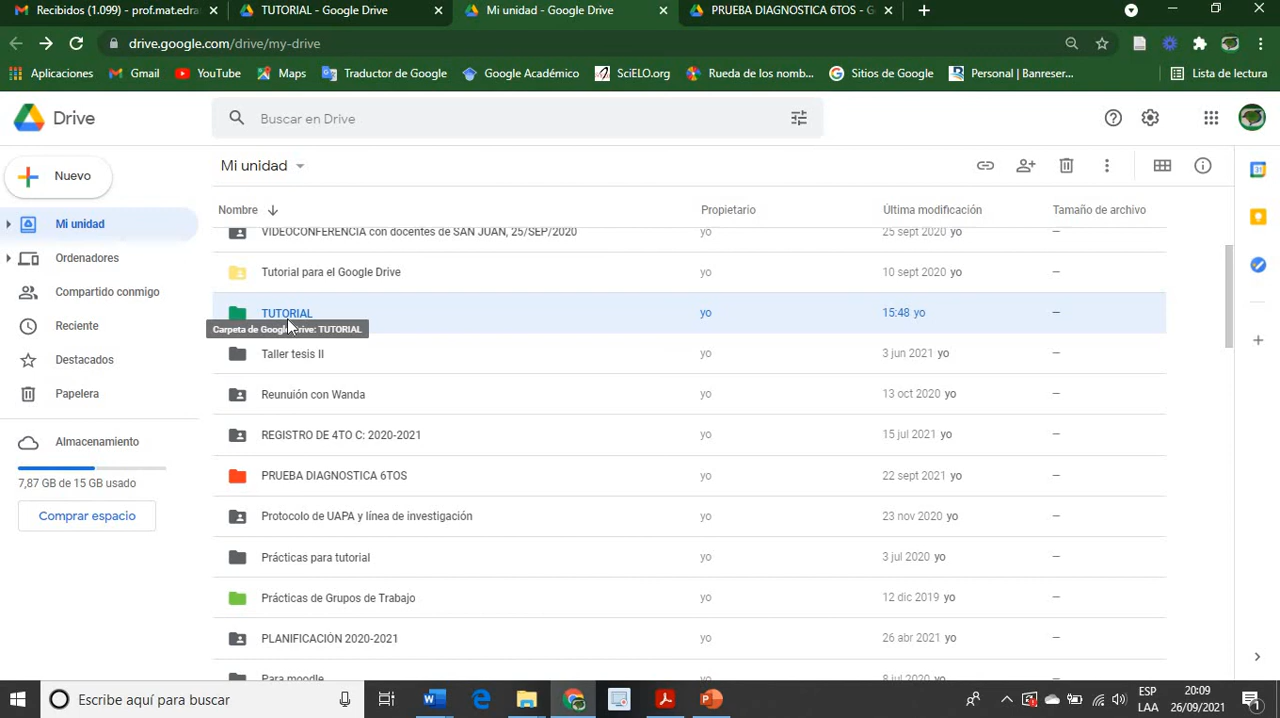 Recibidos (1.099) - prof.mat.edra
TUTORIAL - Google Drive
Mi unidad - Google Drive
PRUEBA DIAGNOSTICA 6TOS - G
drive.google.com/drive/my-drive
Aplicaciones
Gmail
YouTube
Maps
Traductor de Google
Google Académico
SciELO.org
Rueda de los nomb...
Sitios de Google
Personal | Banreser...
Lista de lectura
Drive
Buscar en Drive
Nuevo
Mi unidad
Nombre
Propietario
Última modificación
Tamaño de archivo
Mi unidad
Ordenadores
Compartido conmigo
Reciente
Destacados
Papelera
Almacenamiento
7,87 GB de 15 GB usado
Comprar espacio
VIDEOCONFERENCIA con docentes de SAN JUAN, 25/SEP/2020 yo 25 sept 2020 yo –
Tutorial para el Google Drive yo 10 sept 2020 yo –
TUTORIAL yo 15:48 yo –
Carpeta de Google Drive: TUTORIAL
Taller tesis II yo 3 jun 2021 yo –
Reunuión con Wanda yo 13 oct 2020 yo –
REGISTRO DE 4TO C: 2020-2021 yo 15 jul 2021 yo –
PRUEBA DIAGNOSTICA 6TOS yo 22 sept 2021 yo –
Protocolo de UAPA y línea de investigación yo 23 nov 2020 yo –
Prácticas para tutorial yo 3 jul 2020 yo –
Prácticas de Grupos de Trabajo yo 12 dic 2019 yo –
PLANIFICACIÓN 2020-2021 yo 26 abr 2021 yo –
Para moodle yo 8 jul 2020 yo –
Escribe aquí para buscar
ESP
LAA
20:09
26/09/2021